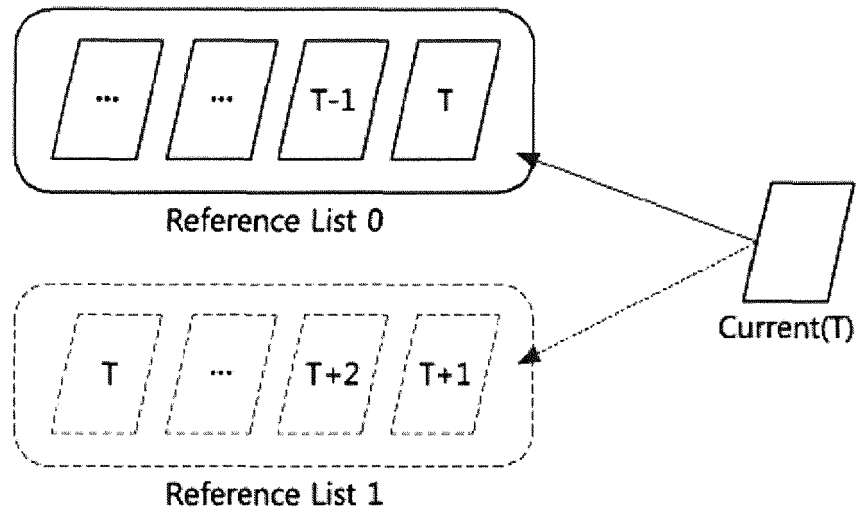 ... ... T-1 T
Reference List 0
Current(T)
T ... T+2 T+1
Reference List 1